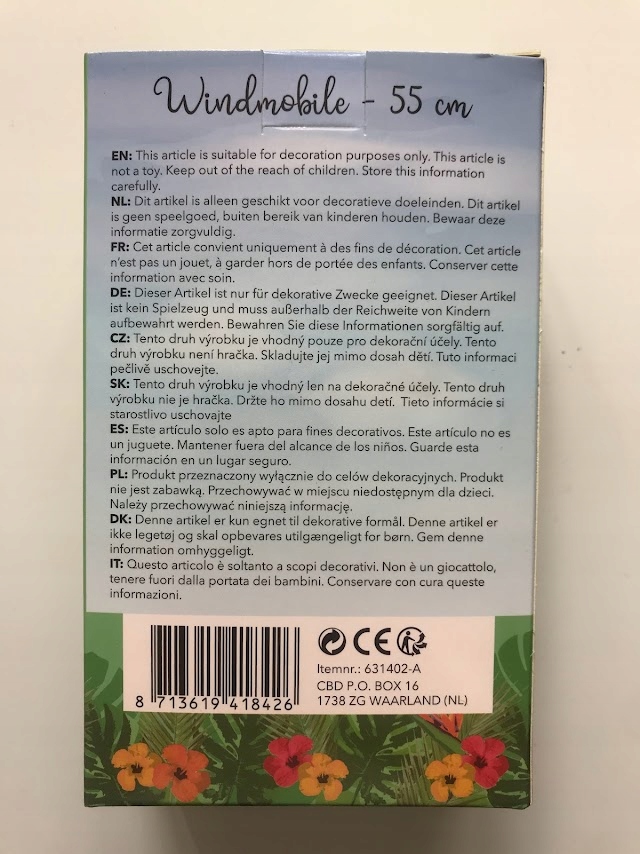 Windmobile - 55 cm
EN: This article is suitable for decoration purposes only. This article is
not a toy. Keep out of the reach of children. Store this information
carefully.
NL: Dit artikel is alleen geschikt voor decoratieve doeleinden. Dit artikel
is geen speelgoed, buiten bereik van kinderen houden. Bewaar deze
informatie zorgvuldig.
FR: Cet article convient uniquement à des fins de décoration. Cet article
n'est pas un jouet, à garder hors de portée des enfants. Conserver cette
information avec soin.
DE: Dieser Artikel ist nur für dekorative Zwecke geeignet. Dieser Artikel
ist kein Spielzeug und muss außerhalb der Reichweite von Kindern
aufbewahrt werden. Bewahren Sie diese Informationen sorgfältig auf.
CZ: Tento druh výrobku je vhodný pouze pro dekorační účely. Tento
druh výrobku není hračka. Skladujte jej mimo dosah dětí. Tuto informaci
pečlivě uschovejte.
SK: Tento druh výrobku je vhodný len na dekoračné účely. Tento druh
výrobku nie je hračka. Držte ho mimo dosahu detí. Tieto informácie si
starostlivo uschovajte
ES: Este artículo solo es apto para fines decorativos. Este artículo no es
un juguete. Mantener fuera del alcance de los niños. Guarde esta
información en un lugar seguro.
PL: Produkt przeznaczony wyłącznie do celów dekoracyjnych. Produkt
nie jest zabawką. Przechowywać w miejscu niedostępnym dla dzieci.
Należy przechowywać niniejszą informację.
DK: Denne artikel er kun egnet til dekorative formål. Denne artikel er
ikke legetøj og skal opbevares utilgængeligt for børn. Gem denne
information omhyggeligt.
IT: Questo articolo è soltanto a scopi decorativi. Non è un giocattolo,
tenere fuori dalla portata dei bambini. Conservare con cura queste
informazioni.
CE
Itemnr.: 631402-A
CBD P.O. BOX 16
1738 ZG WAARLAND (NL)
8 713619 418426